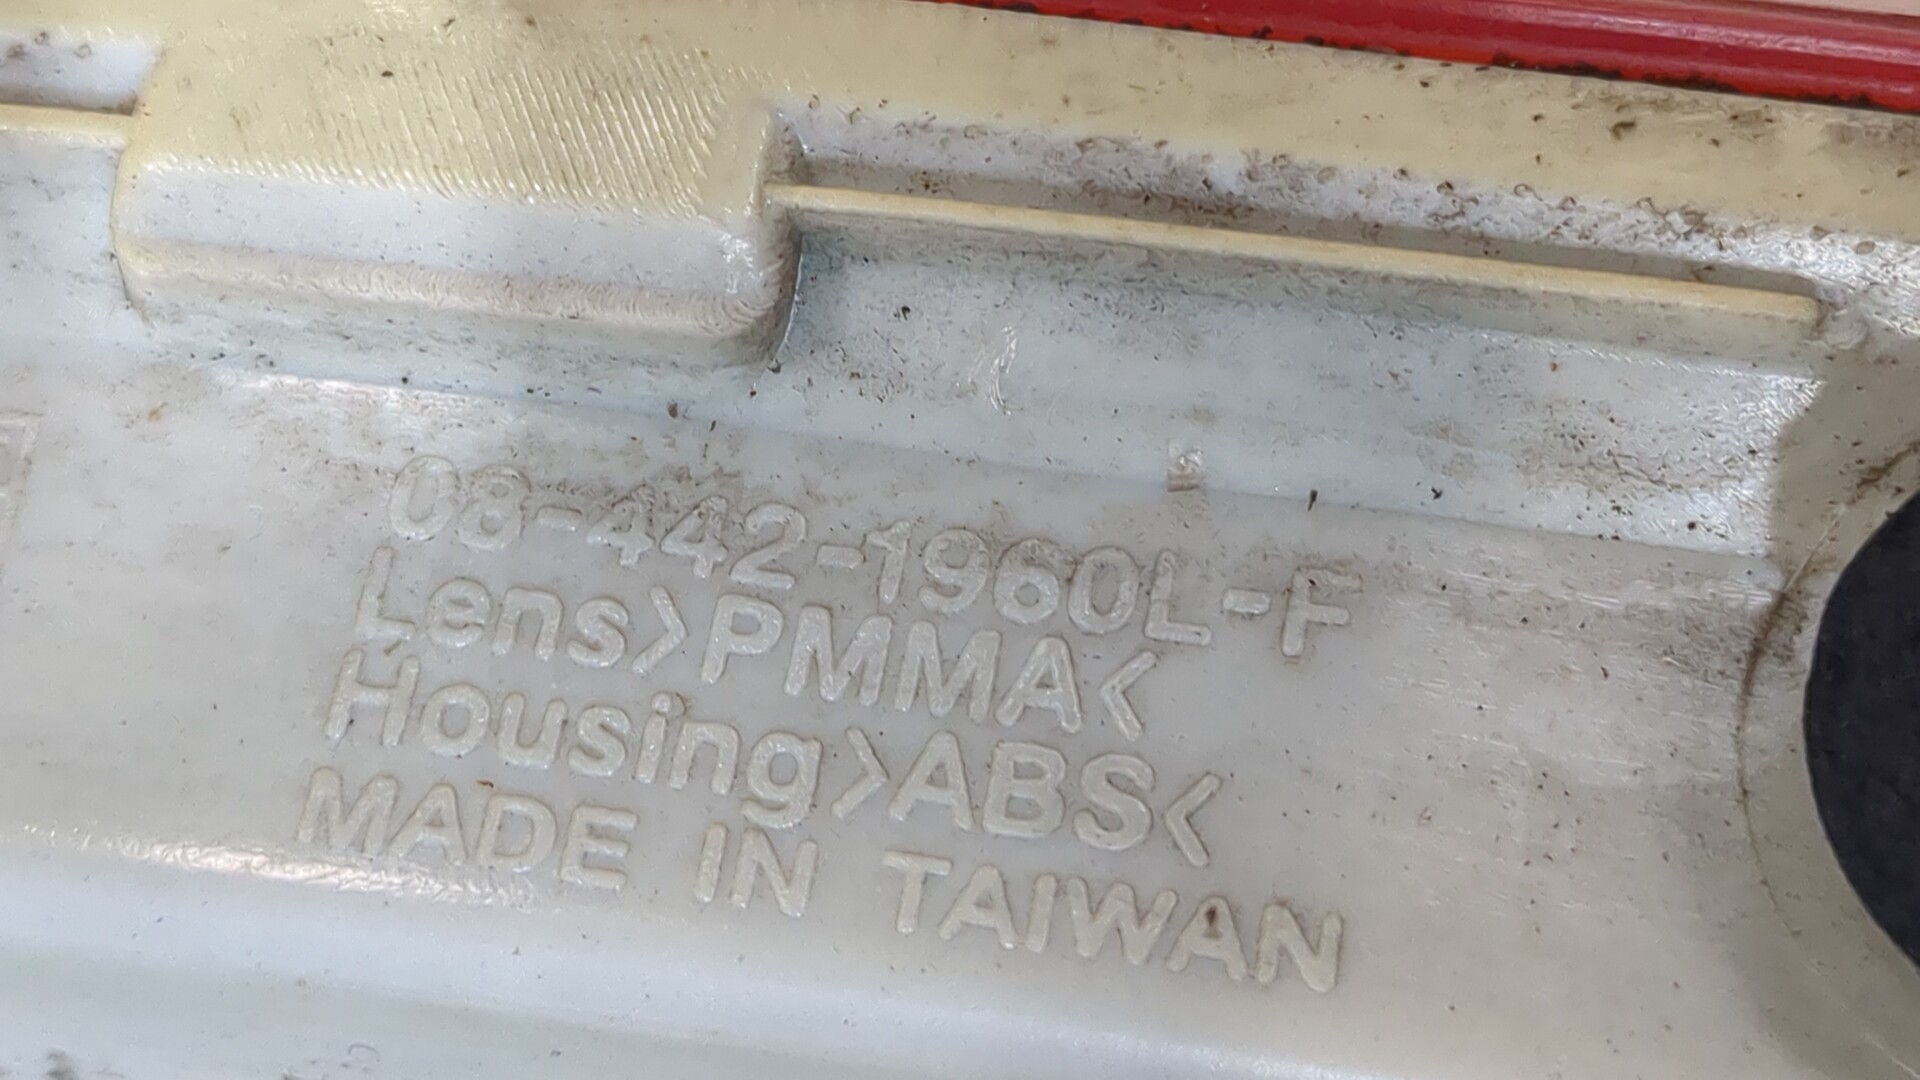 08-442-1960L-F
Lens>PMMA<
Housing>ABS<
MADE IN TAIWAN